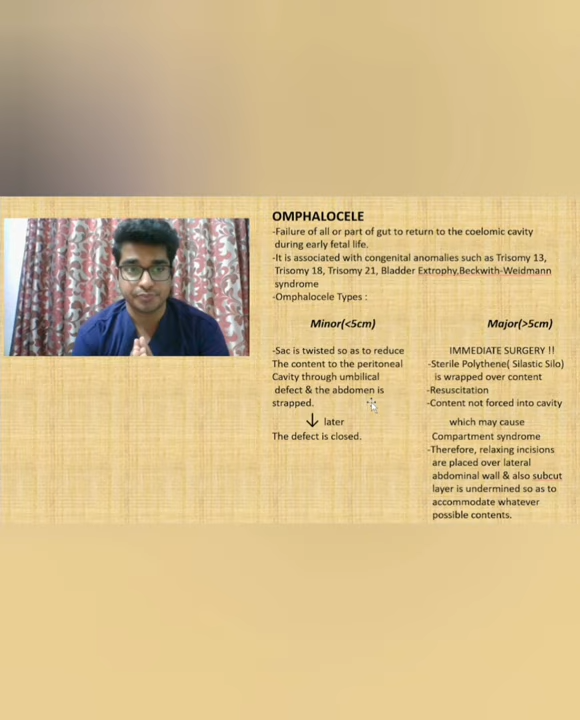 OMPHALOCELE
-Failure of all or part of gut to return to the coelomic cavity
during early fetal life.
-It is associated with congenital anomalies such as Trisomy 13,
Trisomy 18, Trisomy 21, Bladder Extrophy,Beckwith-Weidmann
syndrome
-Omphalocele Types :
Minor(<5cm)
-Sac is twisted so as to reduce
The content to the peritoneal
Cavity through umbilical
defect & the abdomen is
strapped.
↓ later
The defect is closed.
Major(>5cm)
IMMEDIATE SURGERY !!
-Sterile Polythene( Silastic Silo)
is wrapped over content
-Resuscitation
-Content not forced into cavity
which may cause
Compartment syndrome
-Therefore, relaxing incisions
are placed over lateral
abdominal wall & also subcut
layer is undermined so as to
accommodate whatever
possible contents.